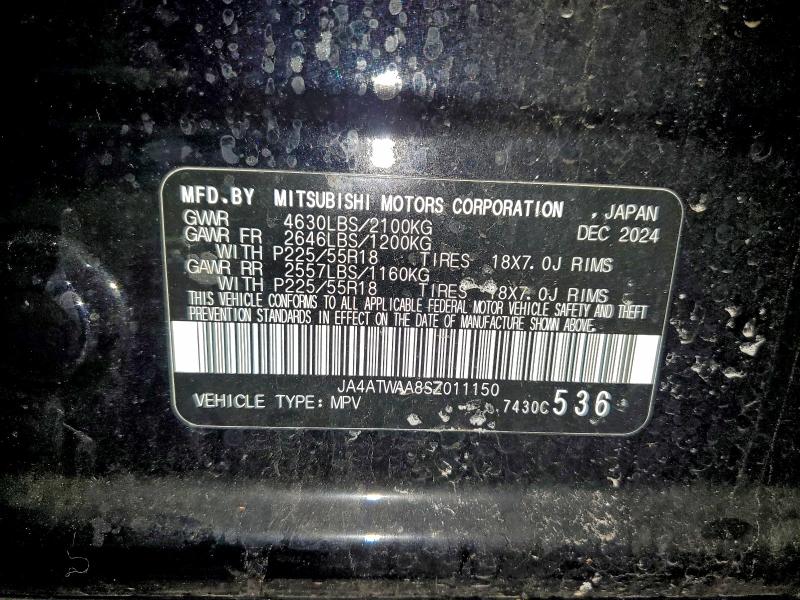 MFD.BY MITSUBISHI MOTORS CORPORATION , JAPAN
GWR 4630LBS/2100KG DEC 2024
GAWR FR 2646LBS/1200KG
WITH P225/55R18 TIRES 18X7.0J RIMS
GAWR RR 2557LBS/1160KG
WITH P225/55R18 TIRES 18X7.0J RIMS
THIS VEHICLE CONFORMS TO ALL APPLICABLE FEDERAL MOTOR VEHICLE SAFETY AND THEFT
PREVENTION STANDARDS IN EFFECT ON THE DATE OF MANUFACTURE SHOWN ABOVE.
JA4ATWAA8SZ011150
VEHICLE TYPE: MPV 7430C 536